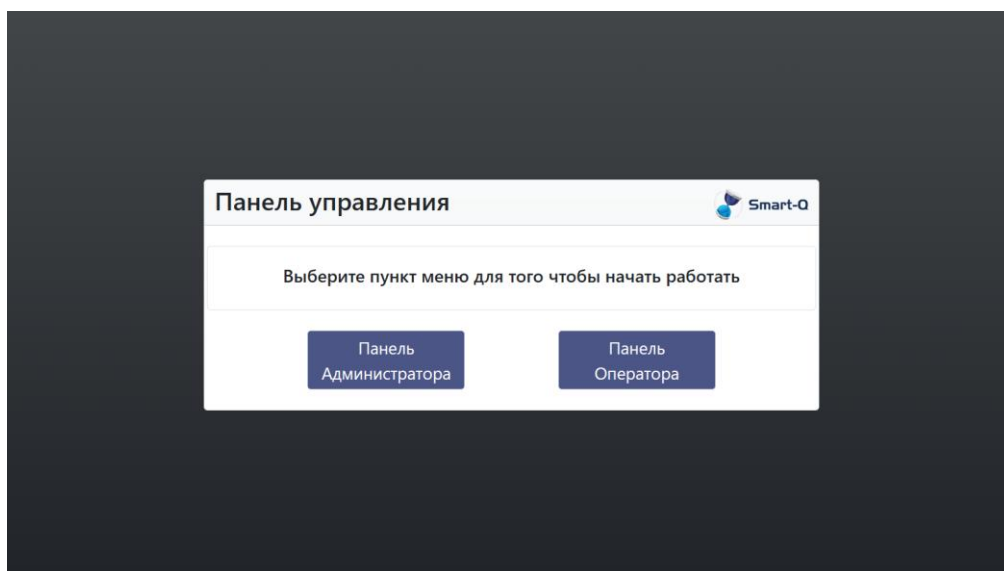 Панель управления
Smart-Q
Выберите пункт меню для того чтобы начать работать
Панель
Администратора
Панель
Оператора